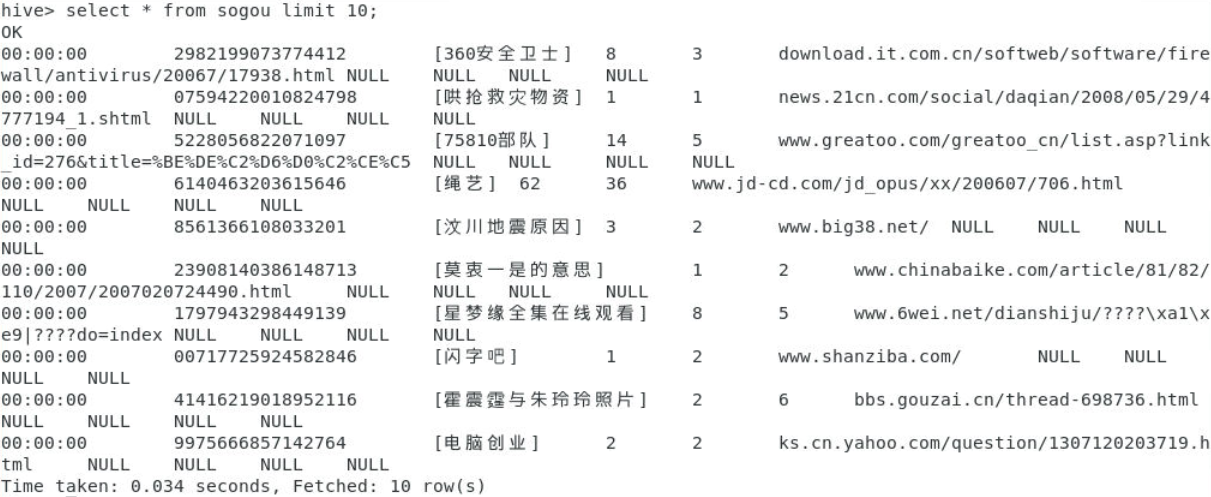 hive> select * from sogou limit 10;
OK
00:00:00 2982199073774412 [360安全卫士] 8 3 download.it.com.cn/softweb/software/fire
wall/antivirus/20067/17938.html NULL NULL NULL NULL
00:00:00 07594220010824798 [哄抢救灾物资] 1 1 news.21cn.com/social/daqian/2008/05/29/4
777194_1.shtml NULL NULL NULL NULL
00:00:00 5228056822071097 [75810部队] 14 5 www.greatoo.com/greatoo_cn/list.asp?link
_id=276&title=%BE%DE%C2%D6%D0%C2%CE%C5 NULL NULL NULL NULL
00:00:00 6140463203615646 [绳艺] 62 36 www.jd-cd.com/jd_opus/xx/200607/706.html
NULL NULL NULL NULL
00:00:00 8561366108033201 [汶川地震原因] 3 2 www.big38.net/ NULL NULL NULL
NULL
00:00:00 23908140386148713 [莫衷一是的意思] 1 2 www.chinabaike.com/article/81/82/
110/2007/2007020724490.html NULL NULL NULL NULL
00:00:00 1797943298449139 [星梦缘全集在线观看] 8 5 www.6wei.net/dianshiju/????\xa1\x
e9|????do=index NULL NULL NULL NULL
00:00:00 00717725924582846 [闪字吧] 1 2 www.shanziba.com/ NULL NULL
NULL NULL
00:00:00 41416219018952116 [霍震霆与朱玲玲照片] 2 6 bbs.gouzai.cn/thread-698736.html
NULL NULL NULL NULL
00:00:00 9975666857142764 [电脑创业] 2 2 ks.cn.yahoo.com/question/1307120203719.h
tml NULL NULL NULL NULL
Time taken: 0.034 seconds, Fetched: 10 row(s)